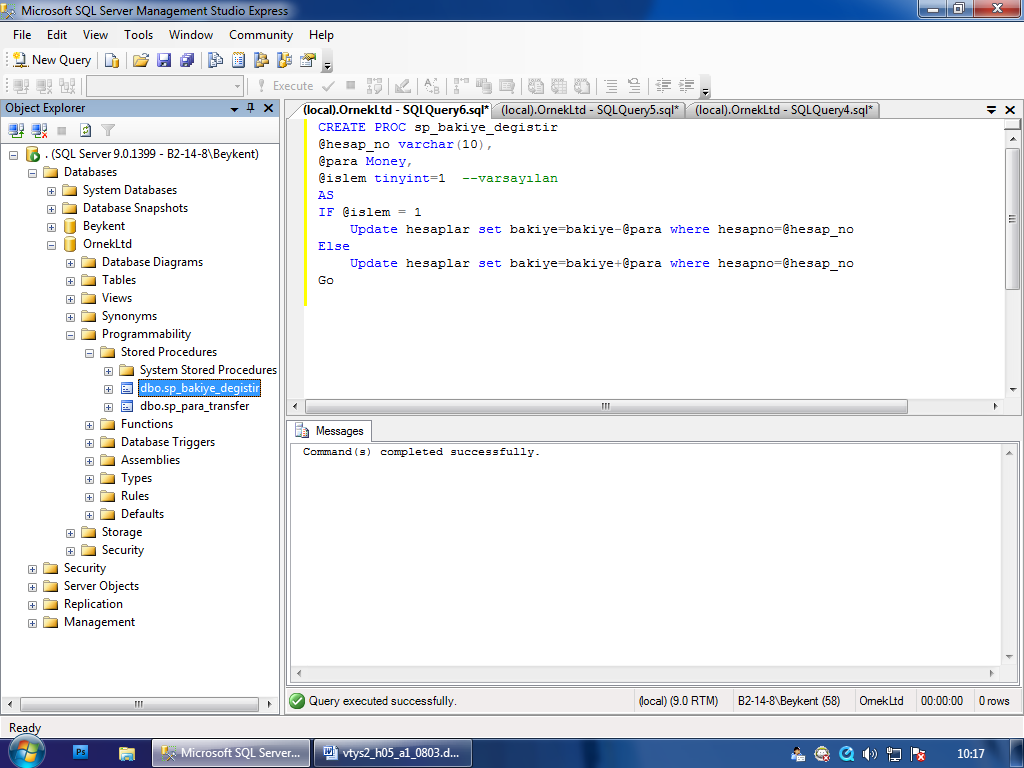 Microsoft SQL Server Management Studio Express
File Edit View Tools Window Community Help
New Query
Execute
Object Explorer
(local).OrnekLtd - SQLQuery6.sql* (local).OrnekLtd - SQLQuery5.sql* (local).OrnekLtd - SQLQuery4.sql*
. (SQL Server 9.0.1399 - B2-14-8\Beykent)
Databases
System Databases
Database Snapshots
Beykent
OrnekLtd
Database Diagrams
Tables
Views
Synonyms
Programmability
Stored Procedures
System Stored Procedures
dbo.sp_bakiye_degistir
dbo.sp_para_transfer
Functions
Database Triggers
Assemblies
Types
Rules
Defaults
Storage
Security
Security
Server Objects
Replication
Management
CREATE PROC sp_bakiye_degistir
@hesap_no varchar(10),
@para Money,
@islem tinyint=1 --varsayılan
AS
IF @islem = 1
Update hesaplar set bakiye=bakiye-@para where hesapno=@hesap_no
Else
Update hesaplar set bakiye=bakiye+@para where hesapno=@hesap_no
Go
Messages
Command(s) completed successfully.
Query executed successfully. (local) (9.0 RTM) B2-14-8\Beykent (58) OrnekLtd 00:00:00 0 rows
Ready
Ps Microsoft SQL Server... vtys2_h05_a1_0803.d... 10:17